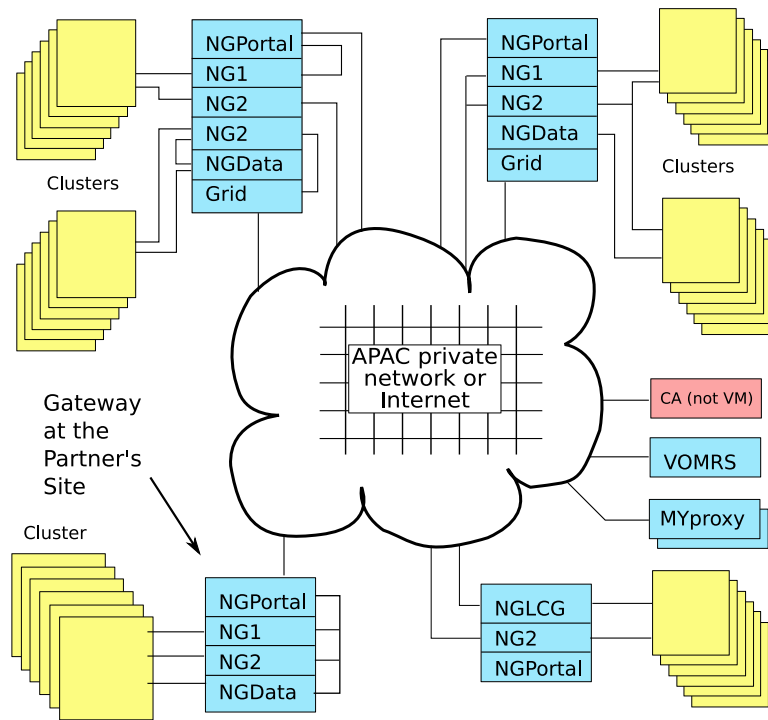 NGPortal
NG1
NG2
NG2
NGData
Grid
Clusters
NGPortal
NG1
NG2
NGData
Grid
Clusters
APAC private
network or
Internet
CA (not VM)
VOMRS
MYproxy
Gateway
at the
Partner's
Site
Cluster
NGPortal
NG1
NG2
NGData
NGLCG
NG2
NGPortal